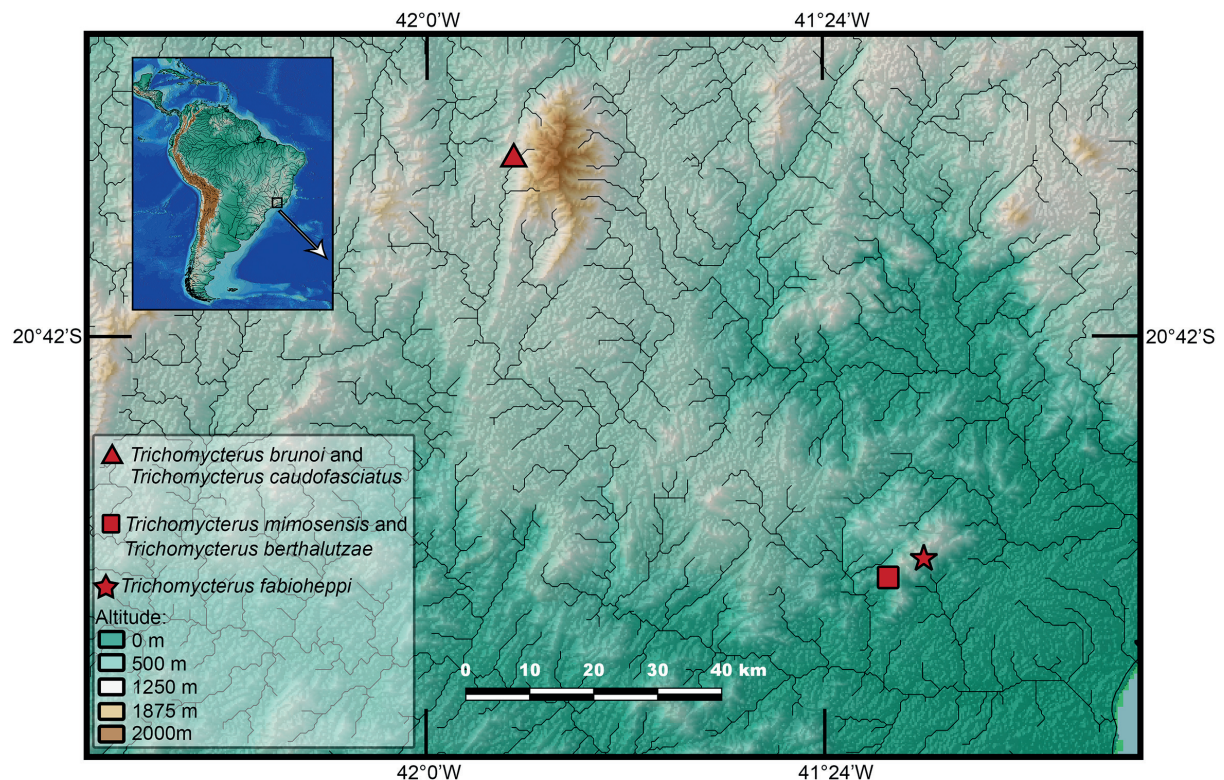 42°0’W
41°24’W
20°42’S
20°42’S
Trichomycterus brunoi and
Trichomycterus caudofasciatus
Trichomycterus mimosensis and
Trichomycterus berthalutzae
Trichomycterus fabioheppi
Altitude:
0 m
500 m
1250 m
1875 m
2000m
0 10 20 30 40 km
42°0’W
41°24’W